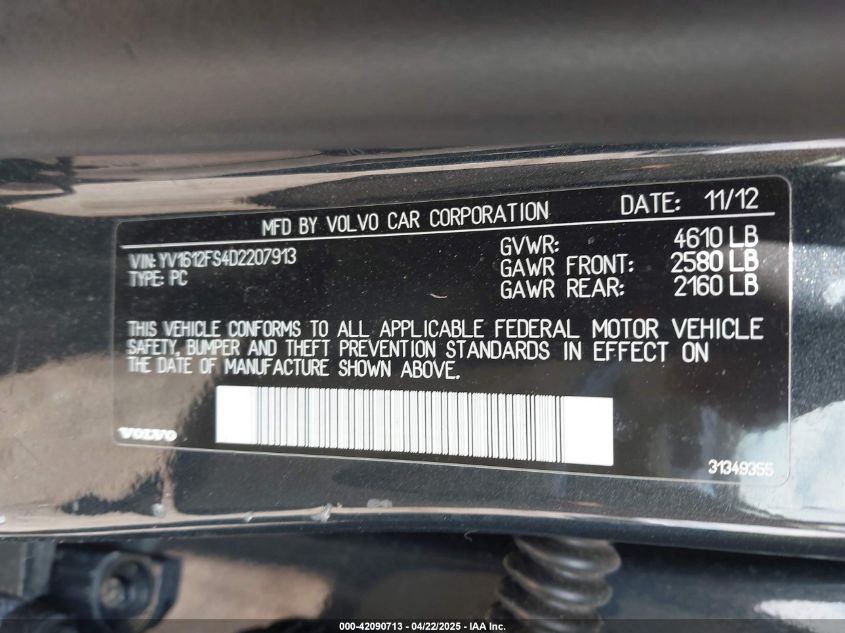 MFD BY VOLVO CAR CORPORATION DATE: 11/12
VIN: YV1612FS4D2207913
TYPE: PC
GVWR: 4610 LB
GAWR FRONT: 2580 LB
GAWR REAR: 2160 LB
THIS VEHICLE CONFORMS TO ALL APPLICABLE FEDERAL MOTOR VEHICLE
SAFETY, BUMPER AND THEFT PREVENTION STANDARDS IN EFFECT ON
THE DATE OF MANUFACTURE SHOWN ABOVE.
VOLVO
31349355
000-42090713 - 04/22/2025 - IAA Inc.